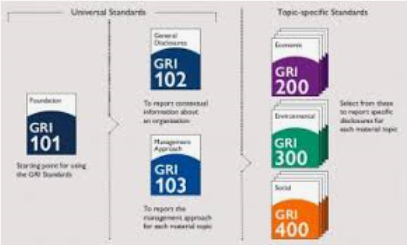 Universal Standards
Topic-specific Standards
Foundation
GRI
101
Starting point for using
the GRI Standards
General
Disclosures
GRI
102
To report contextual
information about
an organization
Management
Approach
GRI
103
To report the
management approach
for each material topic
Economic
GRI
200
Environmental
GRI
300
Social
GRI
400
Select from these
to report specific
disclosures for
each material topic